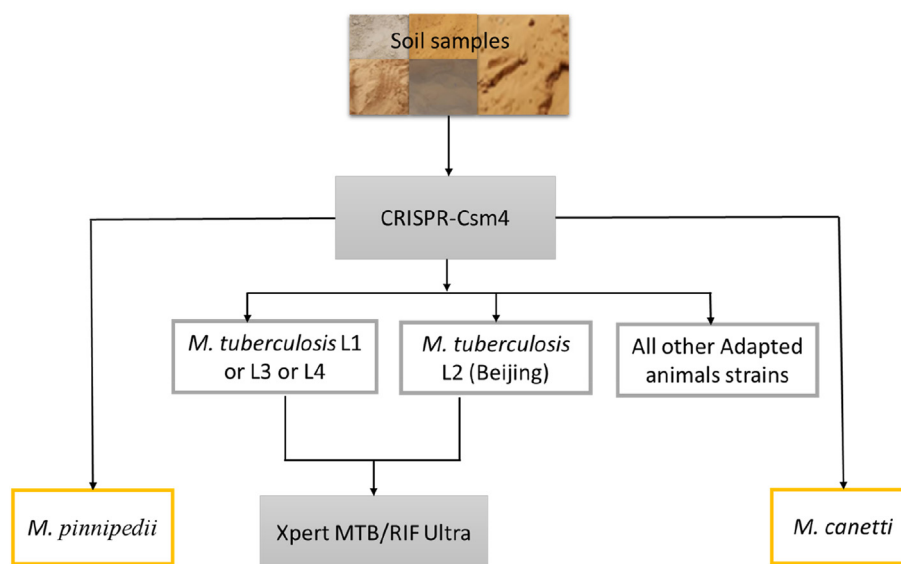 Soil samples
CRISPR-Csm4
M. tuberculosis L1
or L3 or L4
M. tuberculosis
L2 (Beijing)
All other Adapted
animals strains
M. pinnipedii
Xpert MTB/RIF Ultra
M. canetti